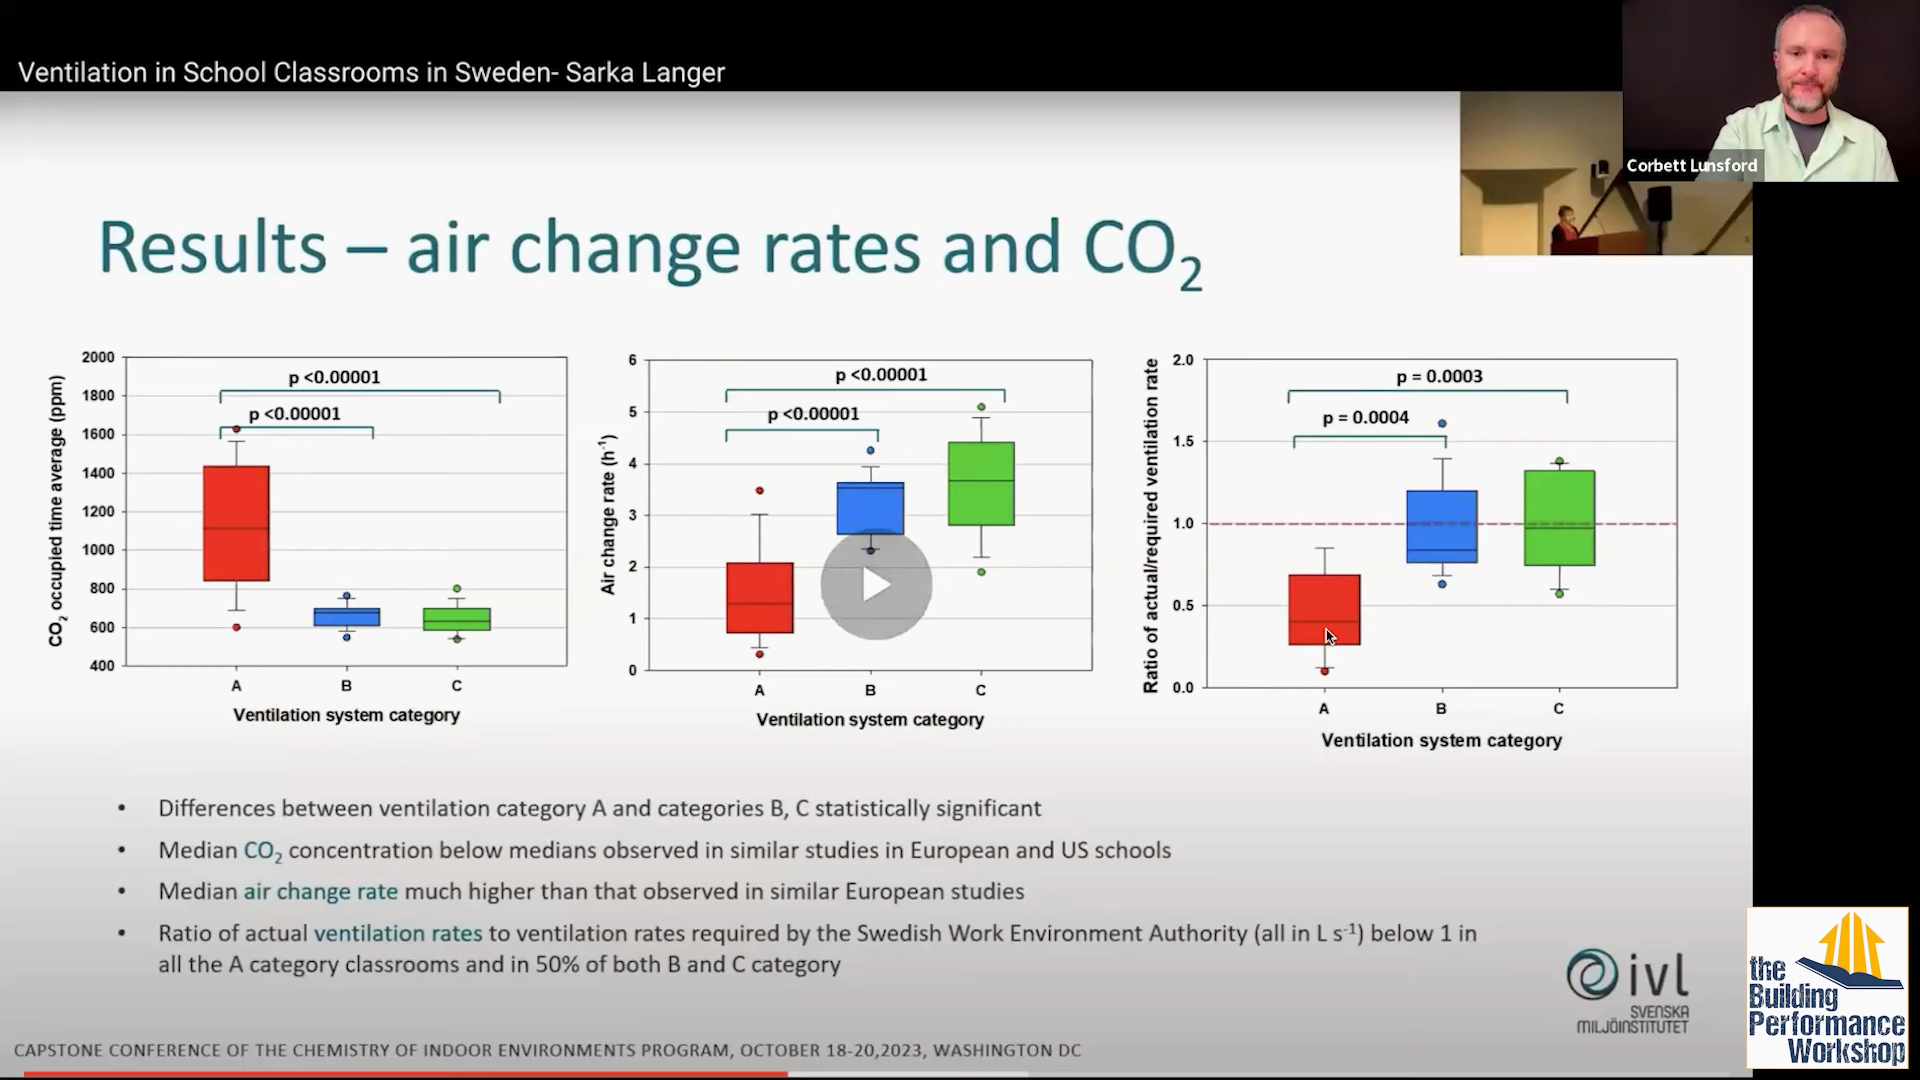 Ventilation in School Classrooms in Sweden- Sarka Langer
Corbett Lunsford
Results – air change rates and CO2
CO2 occupied time average (ppm)
2000
1800
1600
1400
1200
1000
800
600
400
p <0.00001
p <0.00001
A B C
Ventilation system category
Air change rate (h-1)
6
5
4
3
2
1
0
p <0.00001
p <0.00001
A B C
Ventilation system category
Ratio of actual/required ventilation rate
2.0
1.5
1.0
0.5
0.0
p = 0.0003
p = 0.0004
A B C
Ventilation system category
• Differences between ventilation category A and categories B, C statistically significant
• Median CO2 concentration below medians observed in similar studies in European and US schools
• Median air change rate much higher than that observed in similar European studies
• Ratio of actual ventilation rates to ventilation rates required by the Swedish Work Environment Authority (all in L s-1) below 1 in
all the A category classrooms and in 50% of both B and C category
ivl
SVENSKA
MILJÖINSTITUTET
the
Building
Performance
Workshop
CAPSTONE CONFERENCE OF THE CHEMISTRY OF INDOOR ENVIRONMENTS PROGRAM, OCTOBER 18-20,2023, WASHINGTON DC